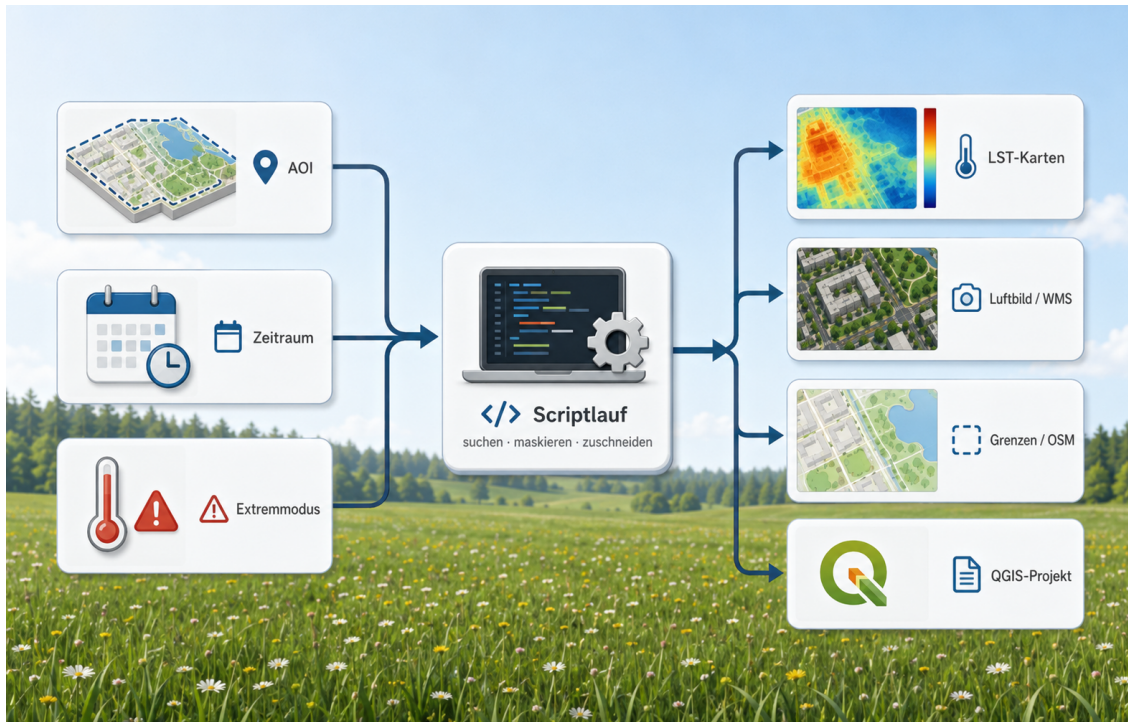 AOI
Zeitraum
Extremmodus
</> Scriptlauf
suchen · maskieren · zuschneiden
LST-Karten
Luftbild / WMS
Grenzen / OSM
QGIS-Projekt